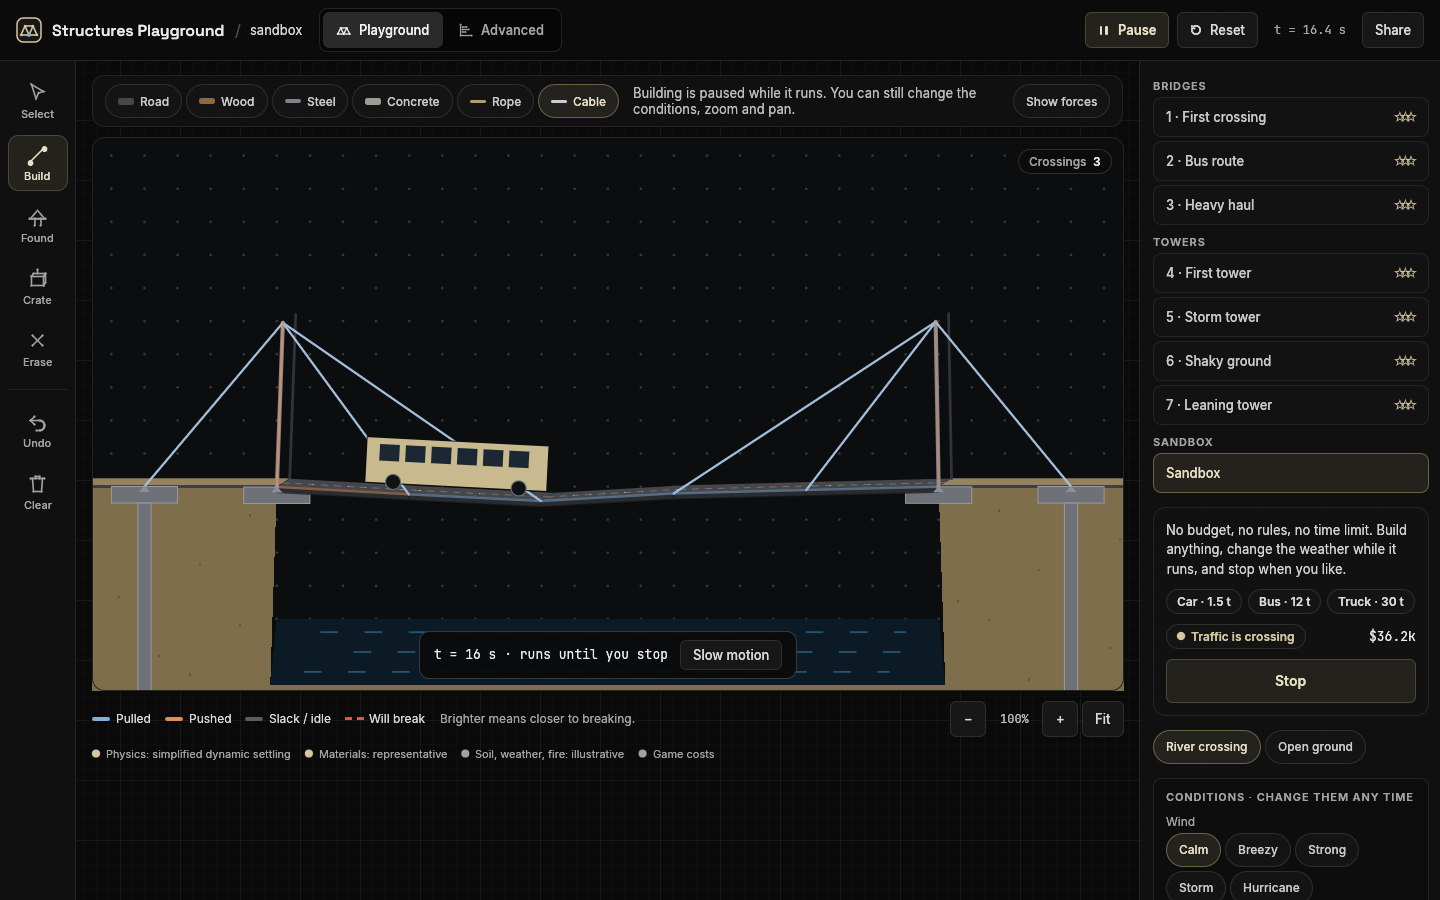 Structures Playground / sandbox
Playground
Advanced
Pause
Reset
t = 16.4 s
Share
Select
Build
Found
Crate
Erase
Undo
Clear
Road
Wood
Steel
Concrete
Rope
Cable
Building is paused while it runs. You can still change the
conditions, zoom and pan.
Show forces
Crossings 3
t = 16 s · runs until you stop
Slow motion
Pulled
Pushed
Slack / idle
Will break
Brighter means closer to breaking.
−
100%
+
Fit
Physics: simplified dynamic settling
Materials: representative
Soil, weather, fire: illustrative
Game costs
BRIDGES
1 · First crossing
2 · Bus route
3 · Heavy haul
TOWERS
4 · First tower
5 · Storm tower
6 · Shaky ground
7 · Leaning tower
SANDBOX
Sandbox
No budget, no rules, no time limit. Build
anything, change the weather while it
runs, and stop when you like.
Car · 1.5 t
Bus · 12 t
Truck · 30 t
Traffic is crossing
$36.2k
Stop
River crossing
Open ground
CONDITIONS · CHANGE THEM ANY TIME
Wind
Calm
Breezy
Strong
Storm
Hurricane